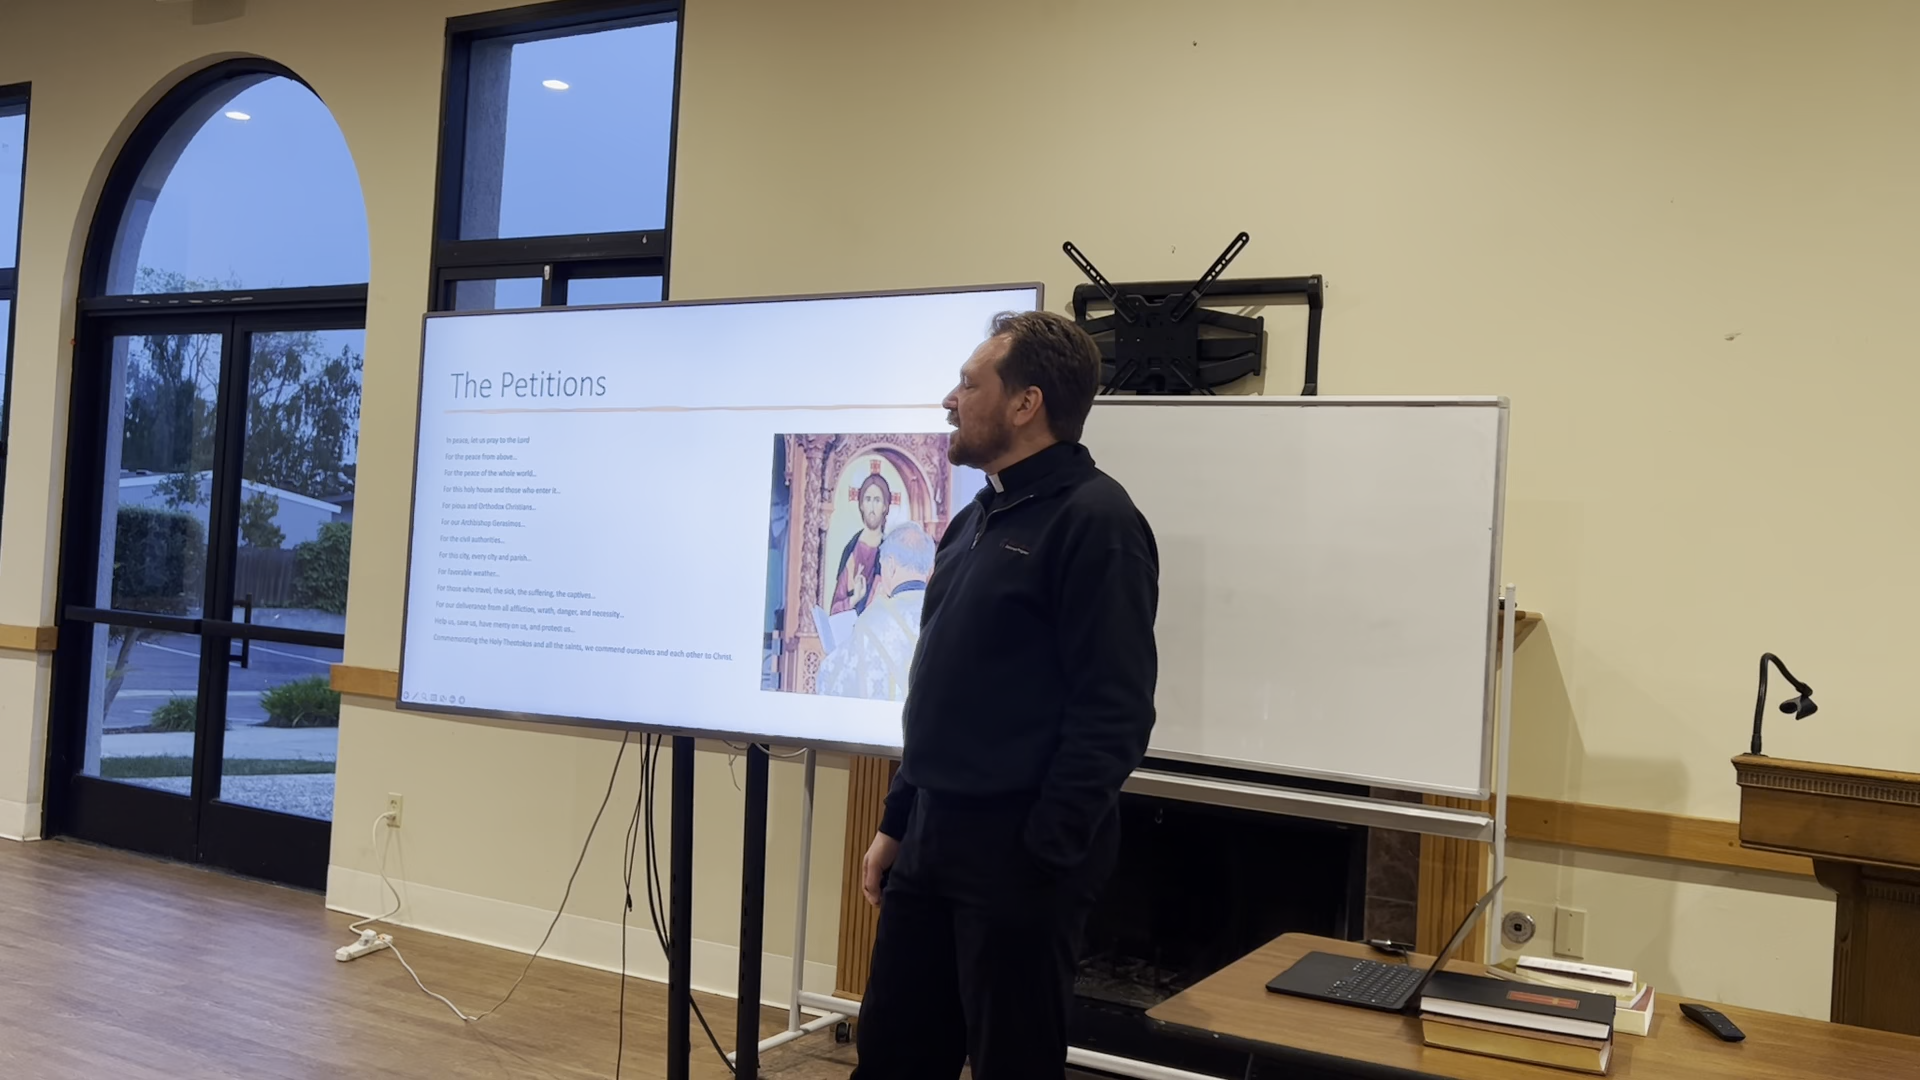 The Petitions
In peace, let us pray to the Lord
For the peace from above...
For the peace of the whole world...
For this holy house and those who enter it...
For pious and Orthodox Christians...
For our Archbishop Gerasimos...
For the civil authorities...
For this city, every city and parish...
For favorable weather...
For those who travel, the sick, the suffering, the captives...
For our deliverance from all affliction, wrath, danger, and necessity...
Help us, save us, have mercy on us, and protect us...
Commemorating the Holy Theotokos and all the saints, we commend ourselves and each other to Christ.